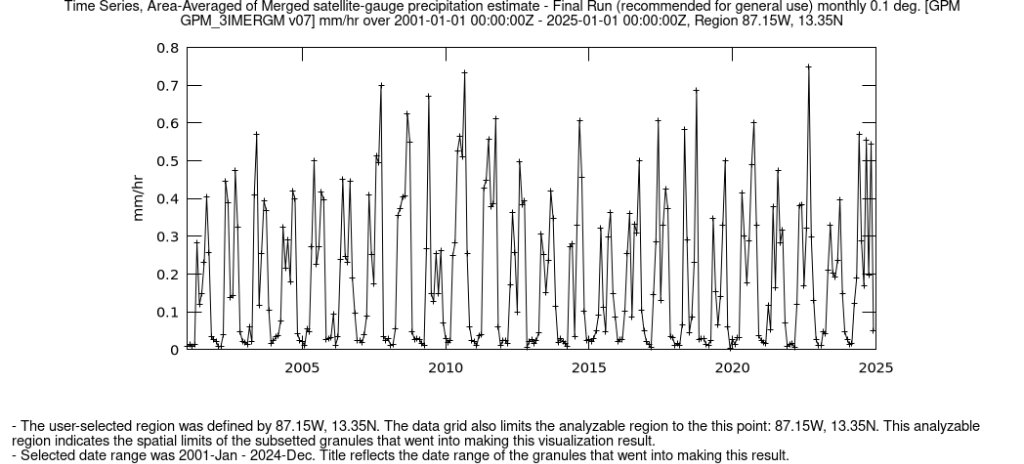 Time Series, Area-Averaged of Merged satellite-gauge precipitation estimate - Final Run (recommended for general use) monthly 0.1 deg. [GPM
GPM_3IMERGM v07] mm/hr over 2001-01-01 00:00:00Z - 2025-01-01 00:00:00Z, Region 87.15W, 13.35N
0.8
0.7
0.6
0.5
0.4
0.3
0.2
0.1
0
mm/hr
2005
2010
2015
2020
2025
- The user-selected region was defined by 87.15W, 13.35N. The data grid also limits the analyzable region to the this point: 87.15W, 13.35N. This analyzable
region indicates the spatial limits of the subsetted granules that went into making this visualization result.
- Selected date range was 2001-Jan - 2024-Dec. Title reflects the date range of the granules that went into making this result.